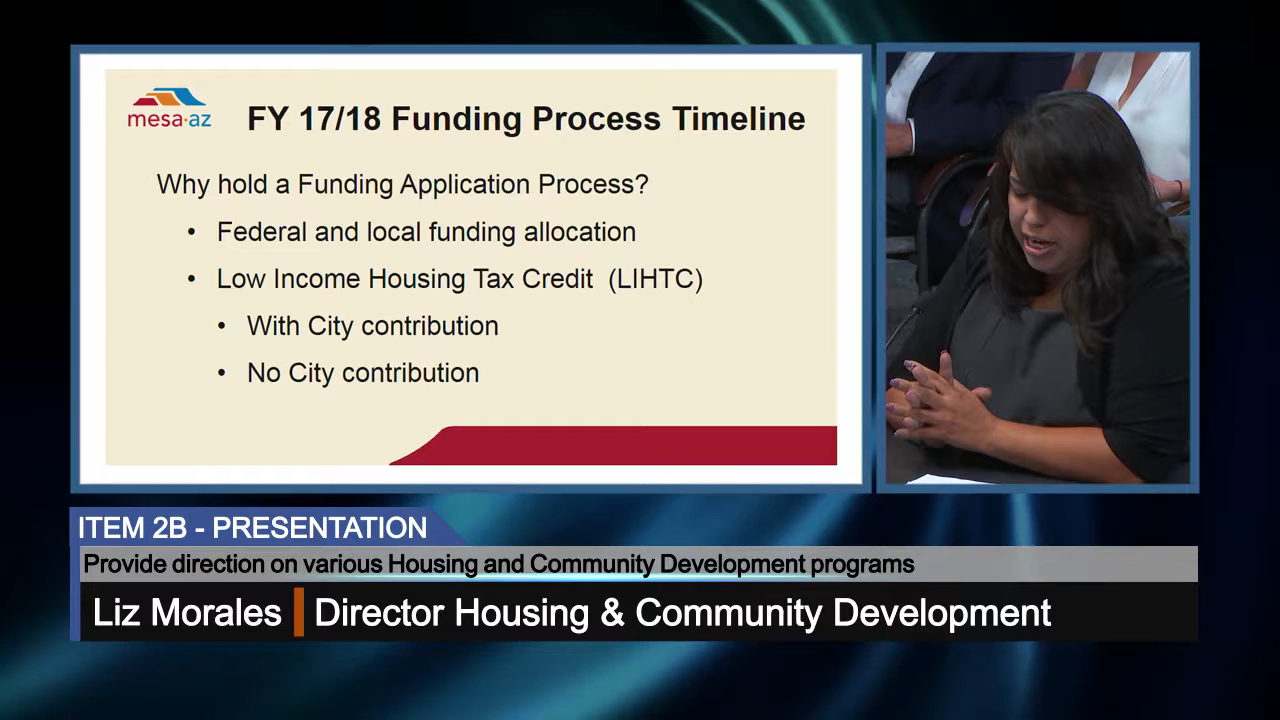 mesa·az
FY 17/18 Funding Process Timeline
Why hold a Funding Application Process?
• Federal and local funding allocation
• Low Income Housing Tax Credit (LIHTC)
• With City contribution
• No City contribution
ITEM 2B - PRESENTATION
Provide direction on various Housing and Community Development programs
Liz Morales | Director Housing & Community Development